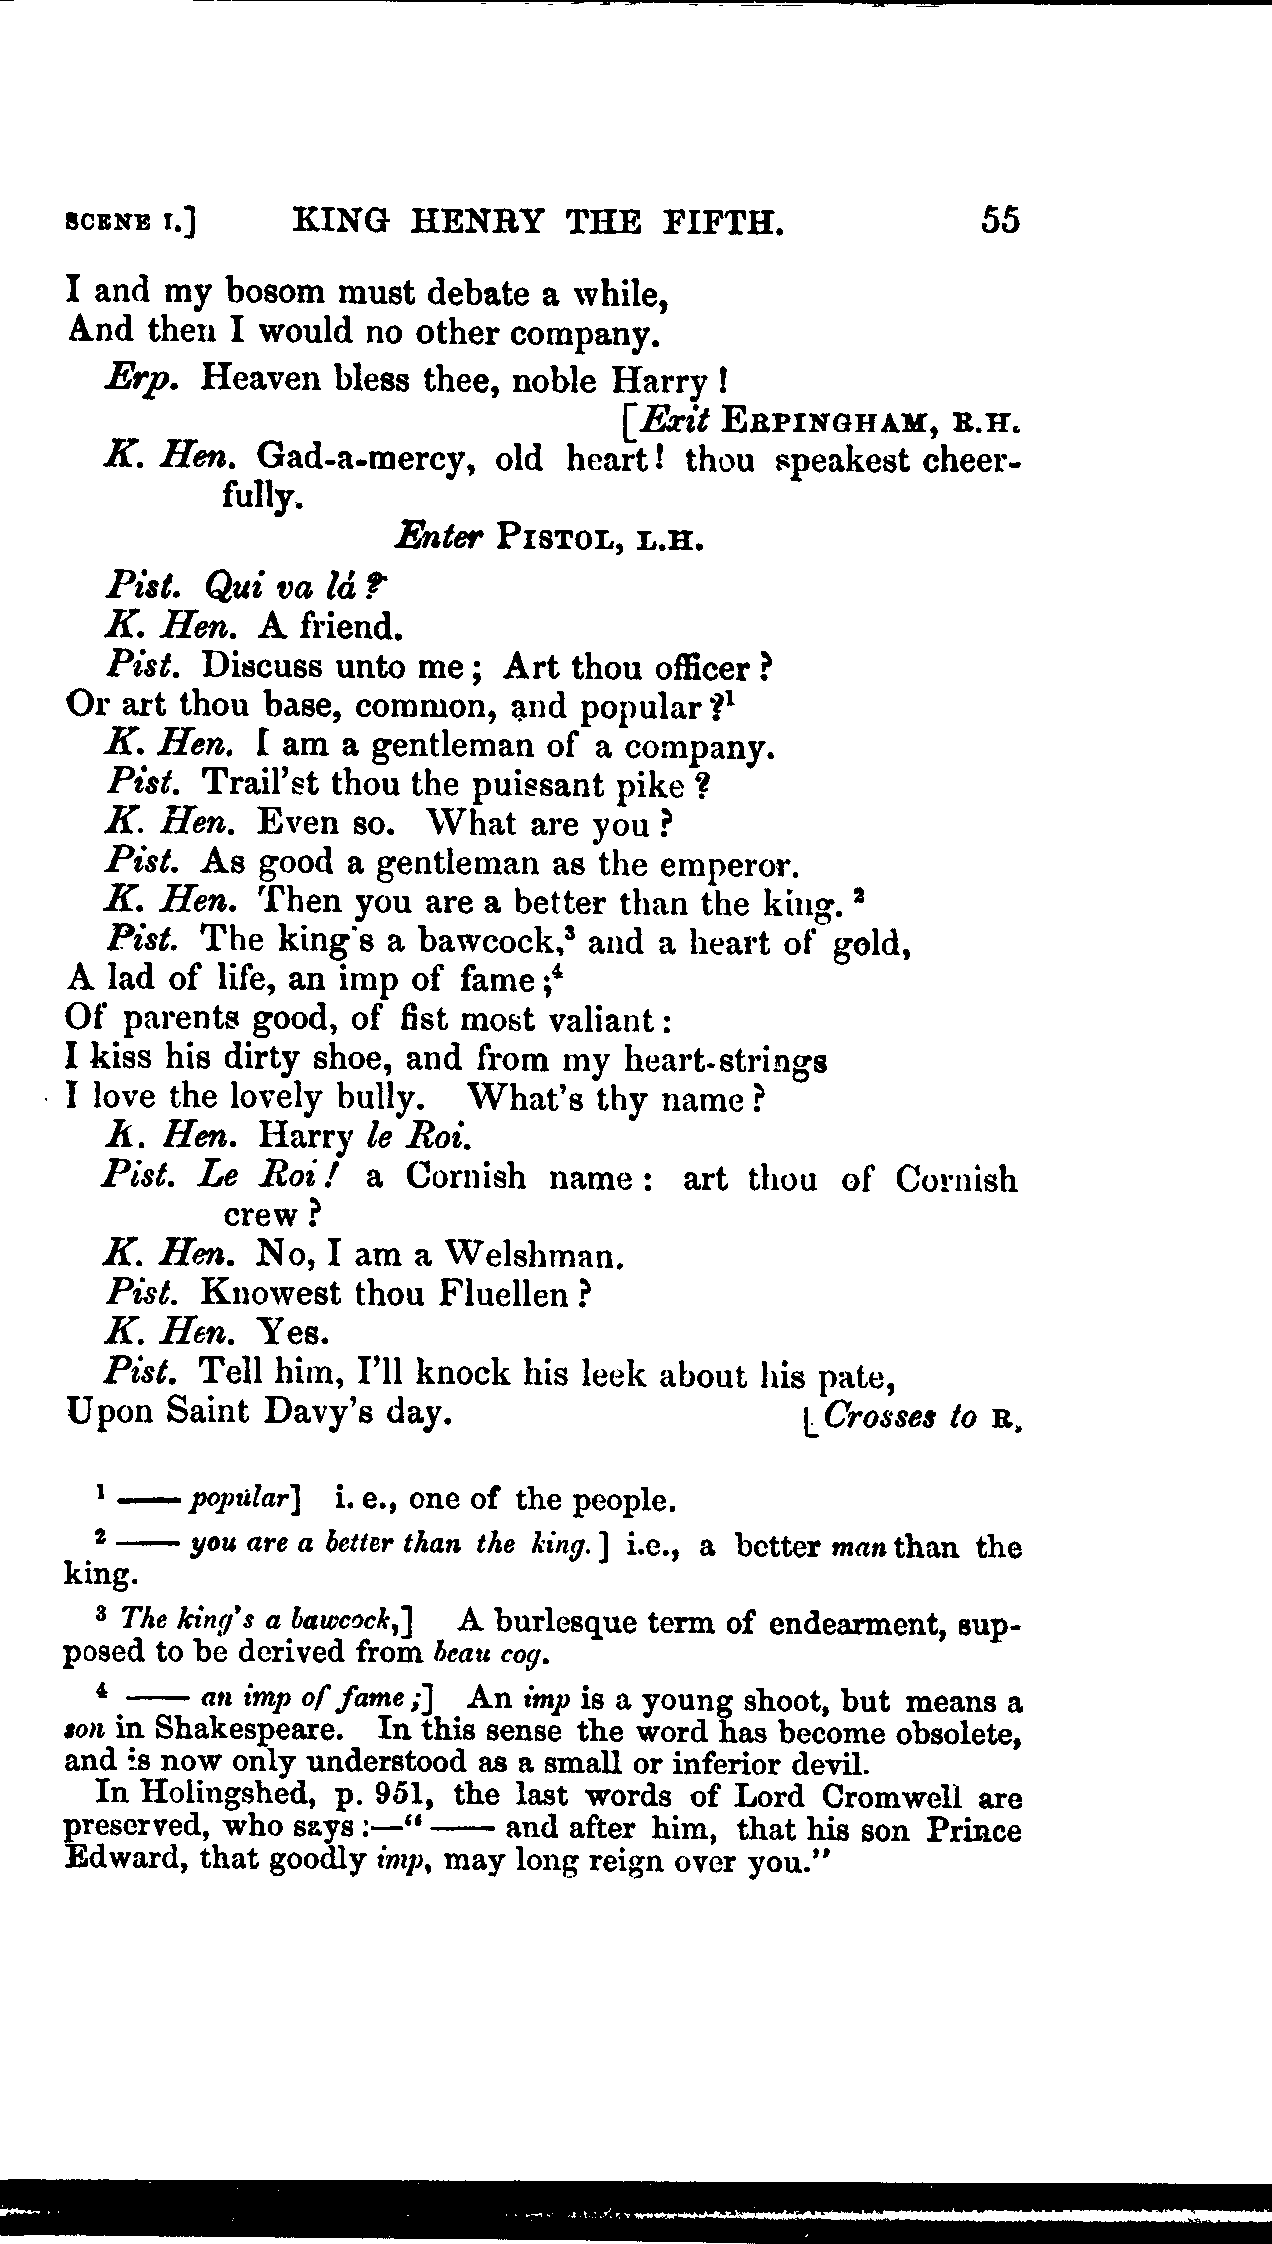 SCENE I.] KING HENRY THE FIFTH. 55
I and my bosom must debate a while,
And then I would no other company.
Erp. Heaven bless thee, noble Harry!
[Exit ERPINGHAM, R.H.
K. Hen. Gad-a-mercy, old heart! thou speakest cheer-
fully.
Enter PISTOL, L.H.
Pist. Qui va lá?
K. Hen. A friend.
Pist. Discuss unto me; Art thou officer?
Or art thou base, common, and popular?¹
K. Hen. I am a gentleman of a company.
Pist. Trail'st thou the puissant pike?
K. Hen. Even so. What are you?
Pist. As good a gentleman as the emperor.
K. Hen. Then you are a better than the king. ²
Pist. The king's a bawcock,³ and a heart of gold,
A lad of life, an imp of fame;⁴
Of parents good, of fist most valiant:
I kiss his dirty shoe, and from my heart-strings
I love the lovely bully. What's thy name?
K. Hen. Harry le Roi.
Pist. Le Roi! a Cornish name: art thou of Cornish
crew?
K. Hen. No, I am a Welshman.
Pist. Knowest thou Fluellen?
K. Hen. Yes.
Pist. Tell him, I'll knock his leek about his pate,
Upon Saint Davy's day. [Crosses to R.
¹ —— popular] i.e., one of the people.
² —— you are a better than the king.] i.e., a better man than the
king.
³ The king's a bawcock,] A burlesque term of endearment, sup-
posed to be derived from beau coq.
⁴ —— an imp of fame;] An imp is a young shoot, but means a
son in Shakespeare. In this sense the word has become obsolete,
and is now only understood as a small or inferior devil.
In Holingshed, p. 951, the last words of Lord Cromwell are
preserved, who says:—"—— and after him, that his son Prince
Edward, that goodly imp, may long reign over you."